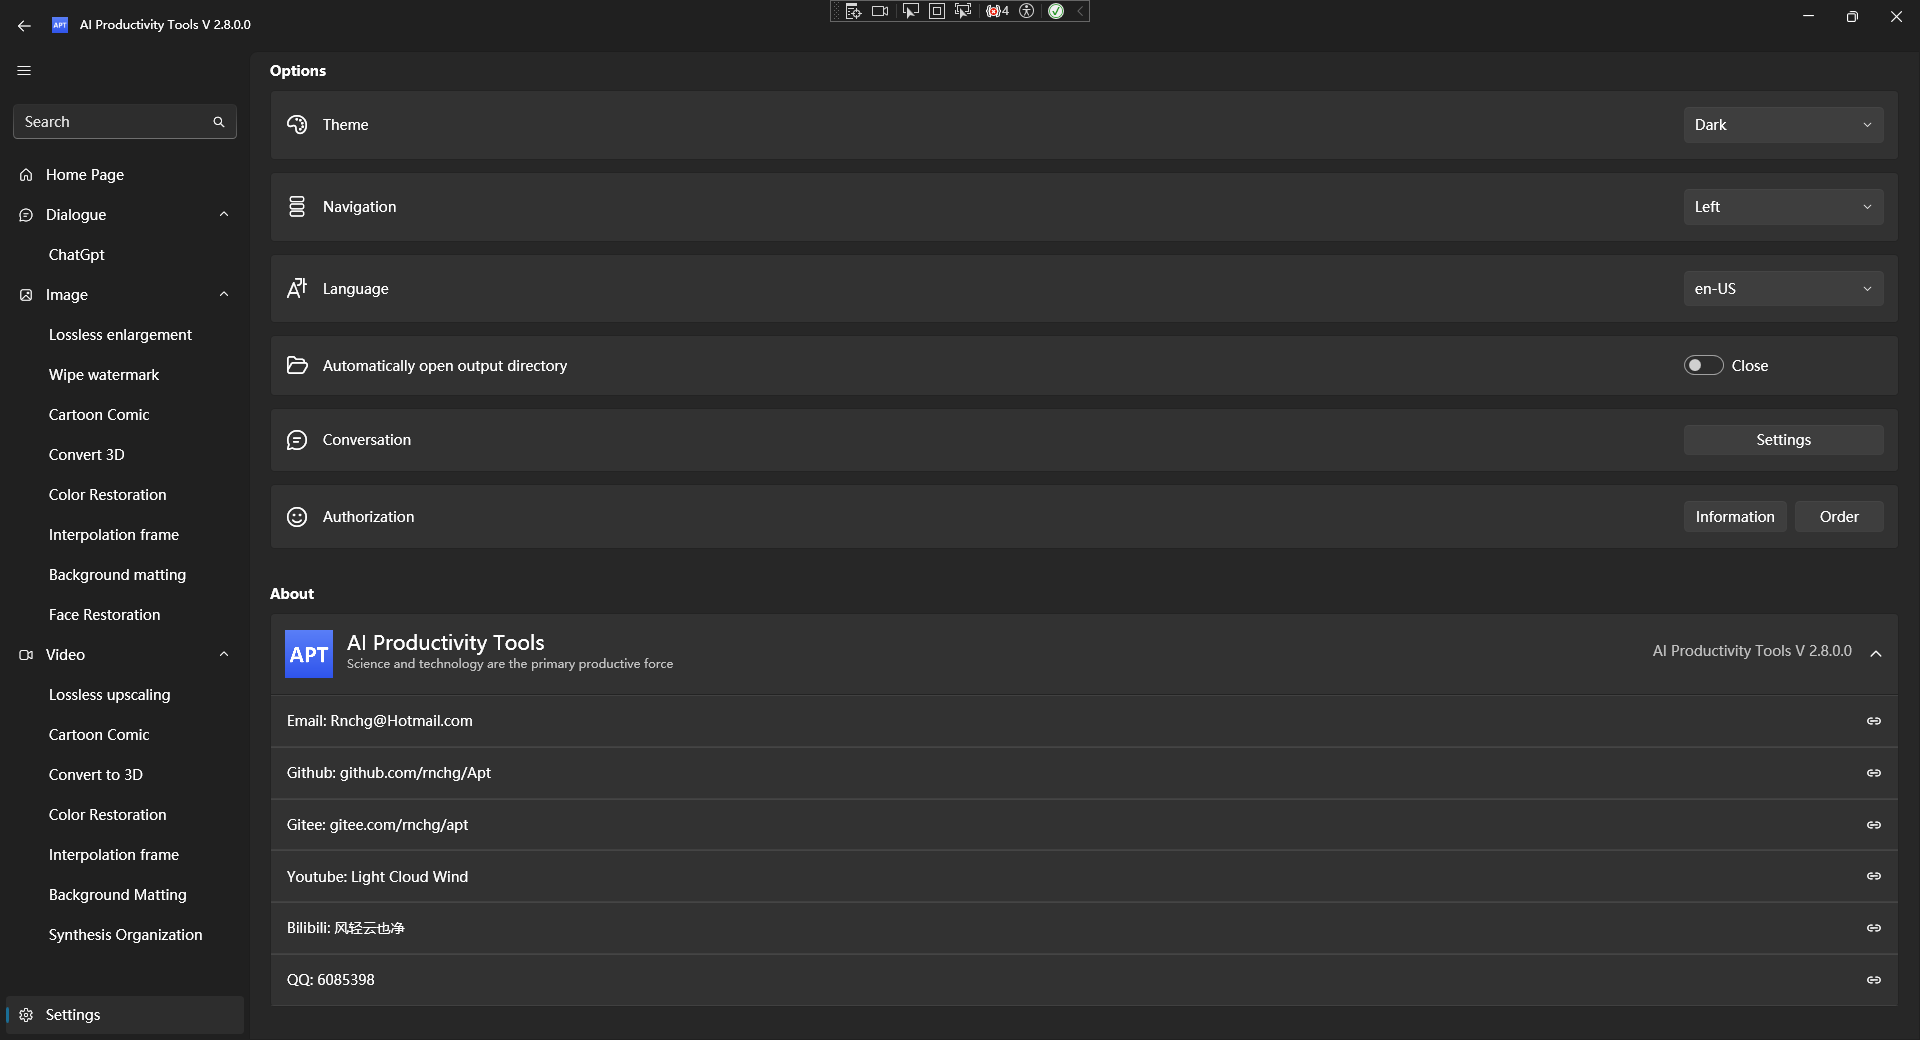 APT AI Productivity Tools V 2.8.0.0
4
Search
Home Page
Dialogue
ChatGpt
Image
Lossless enlargement
Wipe watermark
Cartoon Comic
Convert 3D
Color Restoration
Interpolation frame
Background matting
Face Restoration
Video
Lossless upscaling
Cartoon Comic
Convert to 3D
Color Restoration
Interpolation frame
Background Matting
Synthesis Organization
Settings
Options
Theme Dark
Navigation Left
Language en-US
Automatically open output directory Close
Conversation Settings
Authorization Information Order
About
APT
AI Productivity Tools
Science and technology are the primary productive force
AI Productivity Tools V 2.8.0.0
Email: Rnchg@Hotmail.com
Github: github.com/rnchg/Apt
Gitee: gitee.com/rnchg/apt
Youtube: Light Cloud Wind
Bilibili: 风轻云也净
QQ: 6085398